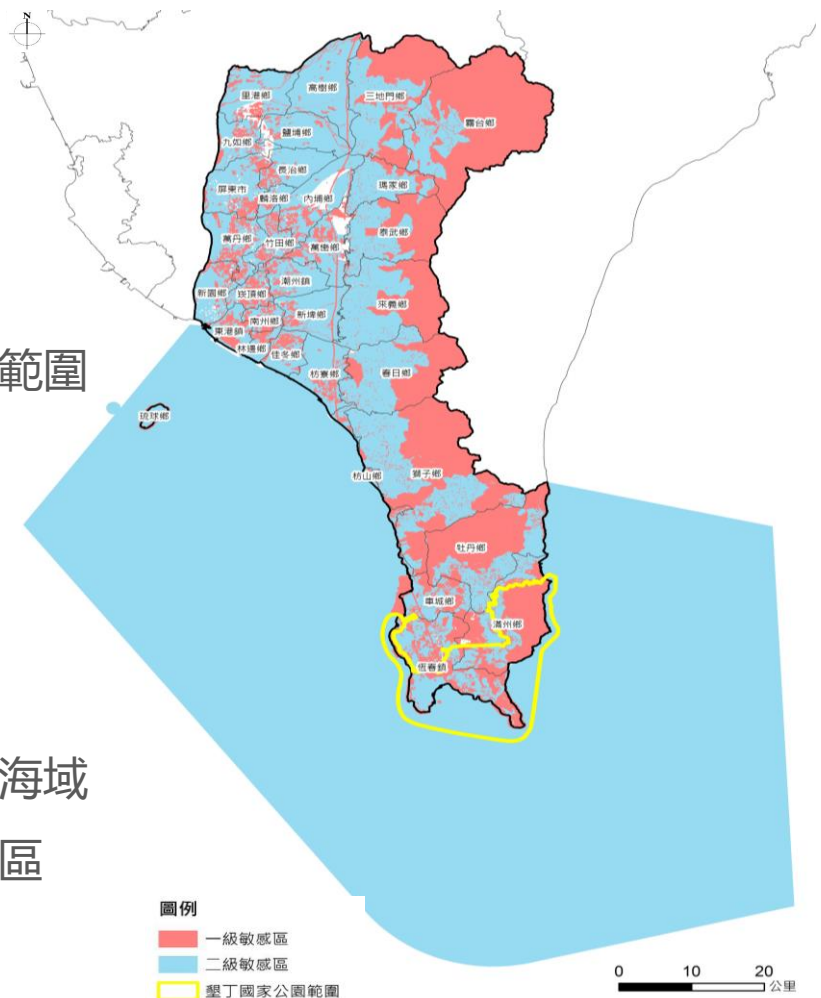 N
高樹鄉
里港鄉
三地門鄉
霧台鄉
鹽埔鄉
九如鄉
長治鄉
屏東市
瑪家鄉
麟洛鄉
內埔鄉
泰武鄉
萬丹鄉
竹田鄉
萬巒鄉
潮州鎮
新園鄉
崁頂鄉
來義鄉
南州鄉
新埤鄉
東港鎮
林邊鄉
佳冬鄉
範圍
枋寮鄉
春日鄉
琉球鄉
枋山鄉
獅子鄉
牡丹鄉
車城鄉
滿州鄉
恆春鎮
海域
區
圖例
一級敏感區
二級敏感區
墾丁國家公園範圍
0 10 20
公里